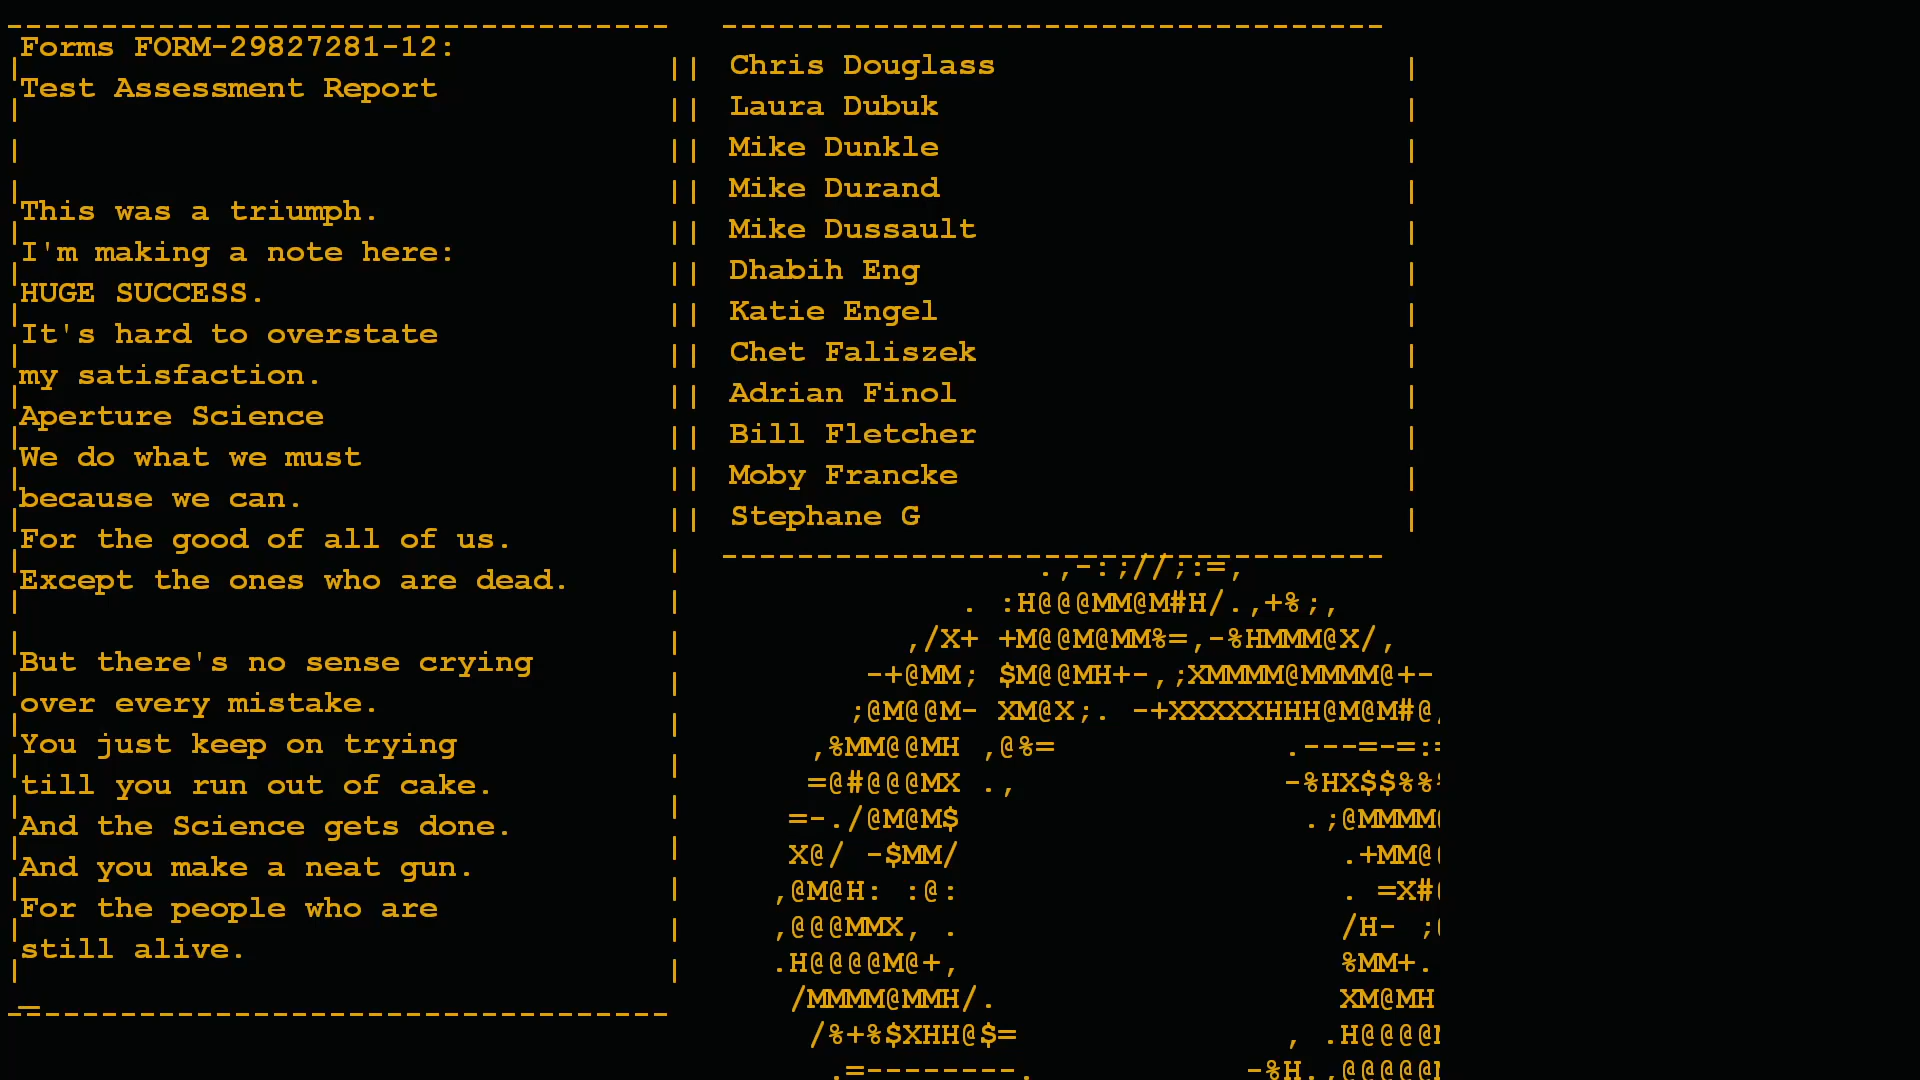 Forms FORM-29827281-12:
Test Assessment Report
This was a triumph.
I'm making a note here:
HUGE SUCCESS.
It's hard to overstate
my satisfaction.
Aperture Science
We do what we must
because we can.
For the good of all of us.
Except the ones who are dead.
But there's no sense crying
over every mistake.
You just keep on trying
till you run out of cake.
And the Science gets done.
And you make a neat gun.
For the people who are
still alive.
Chris Douglass
Laura Dubuk
Mike Dunkle
Mike Durand
Mike Dussault
Dhabih Eng
Katie Engel
Chet Faliszek
Adrian Finol
Bill Fletcher
Moby Francke
Stephane G